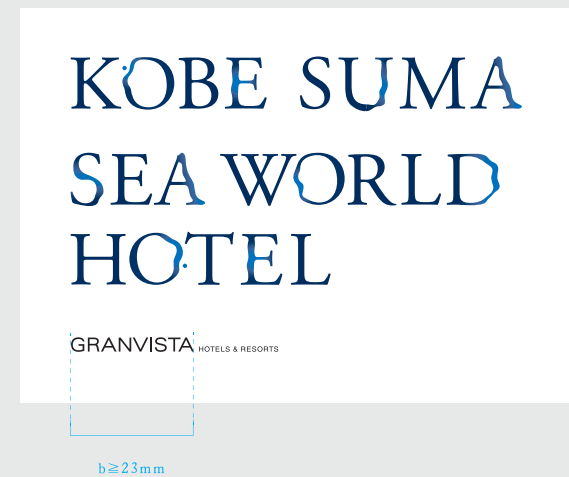 KOBE SUMA
SEA WORLD
HOTEL
GRANVISTA HOTELS & RESORTS
b≧23mm